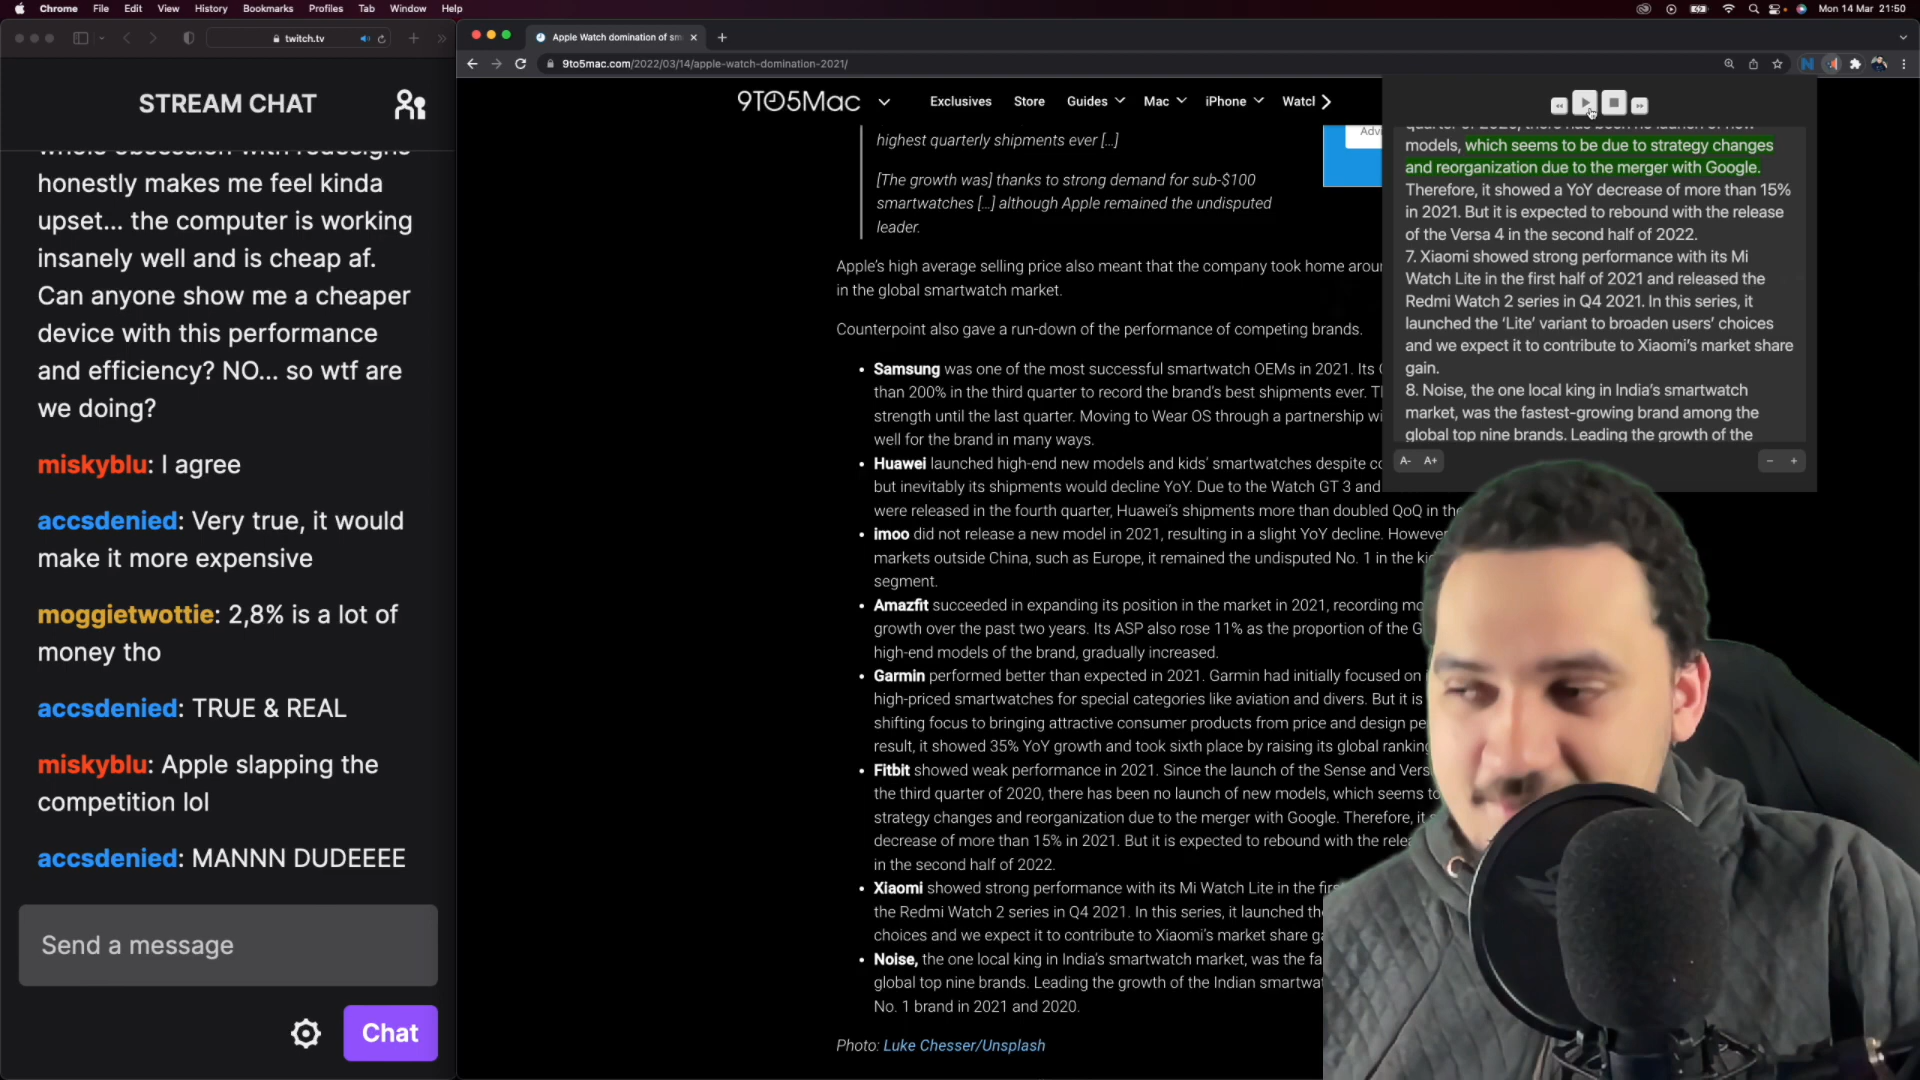 Chrome File Edit View History Bookmarks Profiles Tab Window Help
Mon 14 Mar 21:50
twitch.tv
STREAM CHAT
whole obsession with redesigns
honestly makes me feel kinda
upset... the computer is working
insanely well and is cheap af.
Can anyone show me a cheaper
device with this performance
and efficiency? NO... so wtf are
we doing?
miskyblu: I agree
accsdenied: Very true, it would
make it more expensive
moggietwottie: 2,8% is a lot of
money tho
accsdenied: TRUE & REAL
miskyblu: Apple slapping the
competition lol
accsdenied: MANNN DUDEEEE
Send a message
Chat
Apple Watch domination of sm
9to5mac.com/2022/03/14/apple-watch-domination-2021/
9TO5Mac
Exclusives Store Guides Mac iPhone Watcl
highest quarterly shipments ever [...]
[The growth was] thanks to strong demand for sub-$100
smartwatches [...] although Apple remained the undisputed
leader.
Apple's high average selling price also meant that the company took home arou
in the global smartwatch market.
Counterpoint also gave a run-down of the performance of competing brands.
• Samsung was one of the most successful smartwatch OEMs in 2021. Its
than 200% in the third quarter to record the brand's best shipments ever.
strength until the last quarter. Moving to Wear OS through a partnership wi
well for the brand in many ways.
• Huawei launched high-end new models and kids' smartwatches despite co
but inevitably its shipments would decline YoY. Due to the Watch GT 3 and
were released in the fourth quarter, Huawei's shipments more than doubled QoQ in the
• imoo did not release a new model in 2021, resulting in a slight YoY decline. However
markets outside China, such as Europe, it remained the undisputed No. 1 in the ki
segment.
• Amazfit succeeded in expanding its position in the market in 2021, recording mo
growth over the past two years. Its ASP also rose 11% as the proportion of the G
high-end models of the brand, gradually increased.
• Garmin performed better than expected in 2021. Garmin had initially focused on
high-priced smartwatches for special categories like aviation and divers. But it is
shifting focus to bringing attractive consumer products from price and design pe
result, it showed 35% YoY growth and took sixth place by raising its global ranking
• Fitbit showed weak performance in 2021. Since the launch of the Sense and Vers
the third quarter of 2020, there has been no launch of new models, which seems to
strategy changes and reorganization due to the merger with Google. Therefore, it s
decrease of more than 15% in 2021. But it is expected to rebound with the relea
in the second half of 2022.
• Xiaomi showed strong performance with its Mi Watch Lite in the firs
the Redmi Watch 2 series in Q4 2021. In this series, it launched the
choices and we expect it to contribute to Xiaomi's market share ga
• Noise, the one local king in India's smartwatch market, was the fa
global top nine brands. Leading the growth of the Indian smartwa
No. 1 brand in 2021 and 2020.
Photo: Luke Chesser/Unsplash
Adv
quarter of 2020, there has been no launch of new
models, which seems to be due to strategy changes
and reorganization due to the merger with Google.
Therefore, it showed a YoY decrease of more than 15%
in 2021. But it is expected to rebound with the release
of the Versa 4 in the second half of 2022.
7. Xiaomi showed strong performance with its Mi
Watch Lite in the first half of 2021 and released the
Redmi Watch 2 series in Q4 2021. In this series, it
launched the ‘Lite’ variant to broaden users’ choices
and we expect it to contribute to Xiaomi’s market share
gain.
8. Noise, the one local king in India’s smartwatch
market, was the fastest-growing brand among the
global top nine brands. Leading the growth of the
A- A+
- +